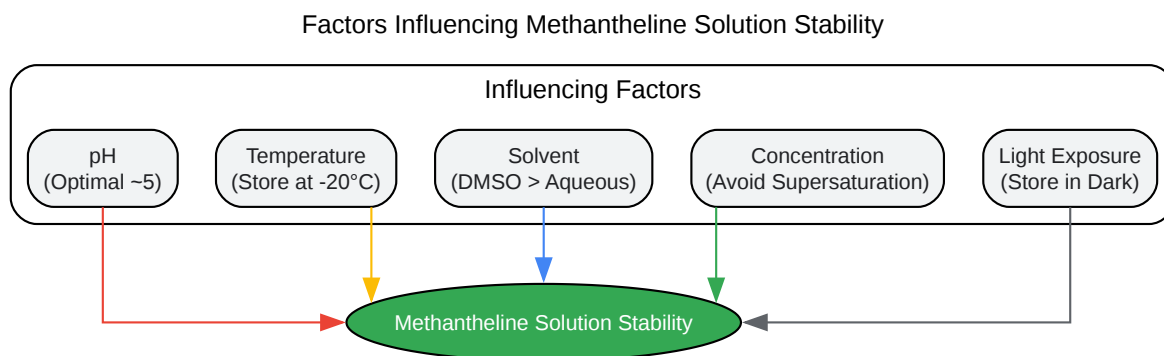 Factors Influencing Methantheline Solution Stability
Influencing Factors
pH
(Optimal ~5)
Temperature
(Store at -20°C)
Solvent
(DMSO > Aqueous)
Concentration
(Avoid Supersaturation)
Light Exposure
(Store in Dark)
Methantheline Solution Stability